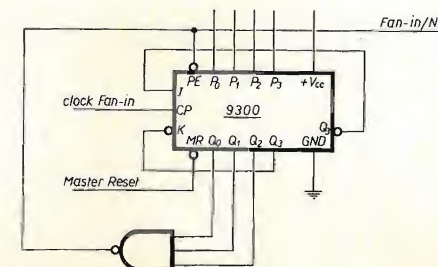 Fan-in/N
PE P0 P1 P2 P3 +Vcc
J
clock Fan-in
CP
9300
K
Q3
MR Q0 Q1 Q2 Q3 GND
Master Reset